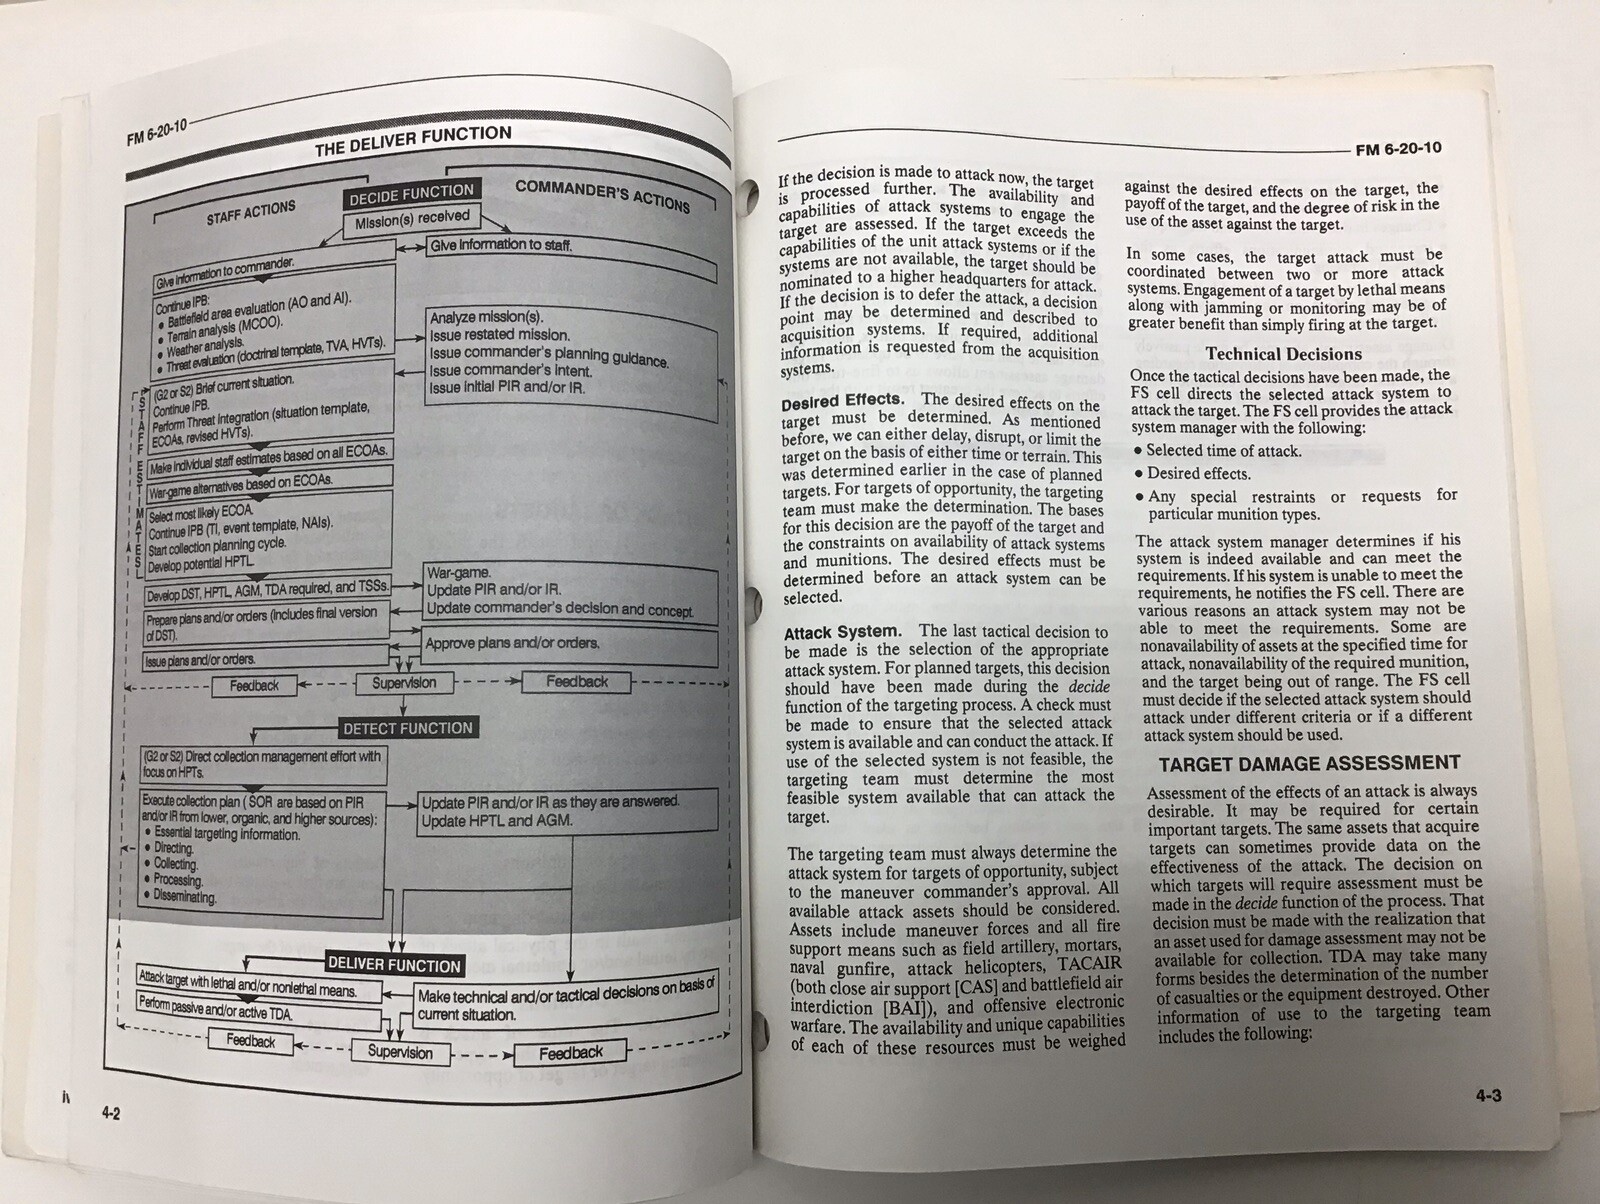 FM 6-20-10
THE DELIVER FUNCTION
STAFF ACTIONS
DECIDE FUNCTION
COMMANDER'S ACTIONS
Mission(s) received
Give information to commander.
Give information to staff.
Continue IPB:
• Battlefield area evaluation (AO and AI).
• Terrain analysis (MCOO).
• Weather analysis.
• Threat evaluation (doctrinal template, TVA, HVTs).
Analyze mission(s).
Issue restated mission.
Issue commander's planning guidance.
Issue commander's intent.
Issue initial PIR and/or IR.
STAFF ESTIMATES
(G2 or S2) Brief current situation.
Continue IPB.
Perform Threat integration (situation template,
ECOAs, revised HVTs).
Make individual staff estimates based on all ECOAs.
War-game alternatives based on ECOAs.
Select most likely ECOA.
Continue IPB (TI, event template, NAIs).
Start collection planning cycle.
Develop potential HPTL.
Develop DST, HPTL, AGM, TDA required, and TSSs.
War-game.
Update PIR and/or IR.
Update commander's decision and concept.
Prepare plans and/or orders (includes final version
of DST).
Approve plans and/or orders.
Issue plans and/or orders.
Feedback
Supervision
Feedback
DETECT FUNCTION
(G2 or S2) Direct collection management effort with
focus on HPTs.
Execute collection plan ( SOR are based on PIR
and/or IR from lower, organic, and higher sources):
• Essential targeting information.
• Directing.
• Collecting.
• Processing.
• Disseminating.
Update PIR and/or IR as they are answered.
Update HPTL and AGM.
DELIVER FUNCTION
Attack target with lethal and/or nonlethal means.
Perform passive and/or active TDA.
Make technical and/or tactical decisions on basis of
current situation.
Feedback
Supervision
Feedback
iv
4-2
FM 6-20-10
If the decision is made to attack now, the target
is processed further. The availability and
capabilities of attack systems to engage the
target are assessed. If the target exceeds the
capabilities of the unit attack systems or if the
systems are not available, the target should be
nominated to a higher headquarters for attack.
If the decision is to defer the attack, a decision
point may be determined and described to
acquisition systems. If required, additional
information is requested from the acquisition
systems.
Desired Effects. The desired effects on the
target must be determined. As mentioned
before, we can either delay, disrupt, or limit the
target on the basis of either time or terrain. This
was determined earlier in the case of planned
targets. For targets of opportunity, the targeting
team must make the determination. The bases
for this decision are the payoff of the target and
the constraints on availability of attack systems
and munitions. The desired effects must be
determined before an attack system can be
selected.
Attack System. The last tactical decision to
be made is the selection of the appropriate
attack system. For planned targets, this decision
should have been made during the decide
function of the targeting process. A check must
be made to ensure that the selected attack
system is available and can conduct the attack. If
use of the selected system is not feasible, the
targeting team must determine the most
feasible system available that can attack the
target.
The targeting team must always determine the
attack system for targets of opportunity, subject
to the maneuver commander's approval. All
available attack assets should be considered.
Assets include maneuver forces and all fire
support means such as field artillery, mortars,
naval gunfire, attack helicopters, TACAIR
(both close air support [CAS] and battlefield air
interdiction [BAI]), and offensive electronic
warfare. The availability and unique capabilities
of each of these resources must be weighed
against the desired effects on the target, the
payoff of the target, and the degree of risk in the
use of the asset against the target.
In some cases, the target attack must be
coordinated between two or more attack
systems. Engagement of a target by lethal means
along with jamming or monitoring may be of
greater benefit than simply firing at the target.
Technical Decisions
Once the tactical decisions have been made, the
FS cell directs the selected attack system to
attack the target. The FS cell provides the attack
system manager with the following:
• Selected time of attack.
• Desired effects.
• Any special restraints or requests for
particular munition types.
The attack system manager determines if his
system is indeed available and can meet the
requirements. If his system is unable to meet the
requirements, he notifies the FS cell. There are
various reasons an attack system may not be
able to meet the requirements. Some are
nonavailability of assets at the specified time for
attack, nonavailability of the required munition,
and the target being out of range. The FS cell
must decide if the selected attack system should
attack under different criteria or if a different
attack system should be used.
TARGET DAMAGE ASSESSMENT
Assessment of the effects of an attack is always
desirable. It may be required for certain
important targets. The same assets that acquire
targets can sometimes provide data on the
effectiveness of the attack. The decision on
which targets will require assessment must be
made in the decide function of the process. That
decision must be made with the realization that
an asset used for damage assessment may not be
available for collection. TDA may take many
forms besides the determination of the number
of casualties or the equipment destroyed. Other
information of use to the targeting team
includes the following:
4-3